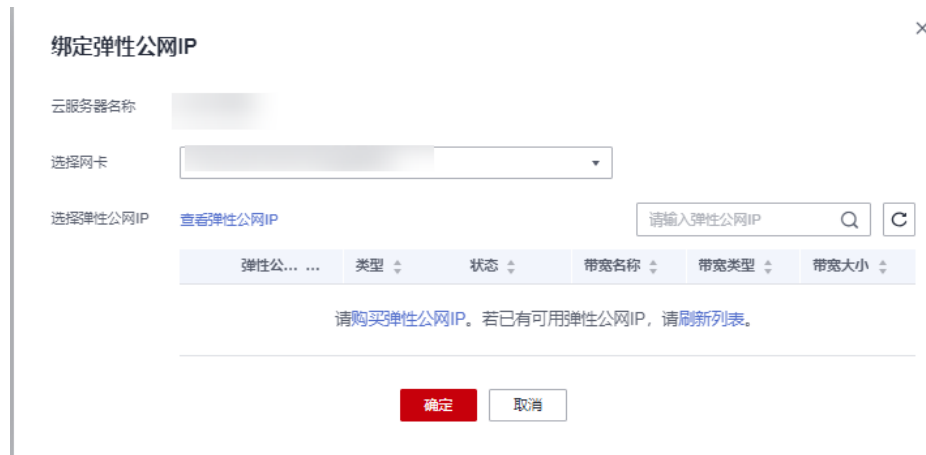 绑定弹性公网IP
云服务器名称
选择网卡
选择弹性公网IP 查看弹性公网IP 请输入弹性公网IP
弹性公... ... 类型 状态 带宽名称 带宽类型 带宽大小
请购买弹性公网IP。若已有可用弹性公网IP，请刷新列表。
确定 取消